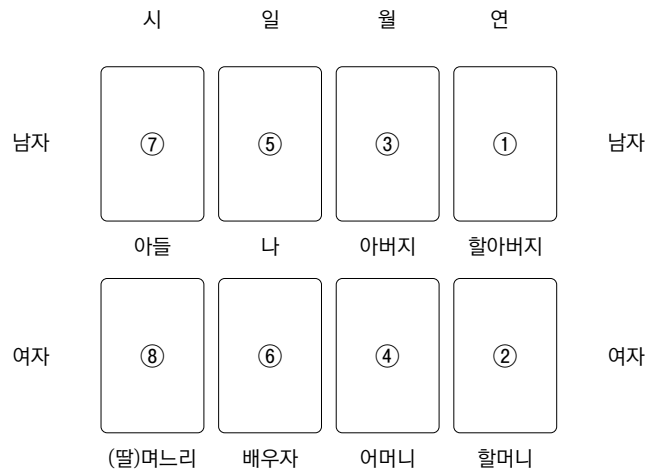 시 일 월 연
남자 ⑦ ⑤ ③ ① 남자
아들 나 아버지 할아버지
여자 ⑧ ⑥ ④ ② 여자
(딸)며느리 배우자 어머니 할머니